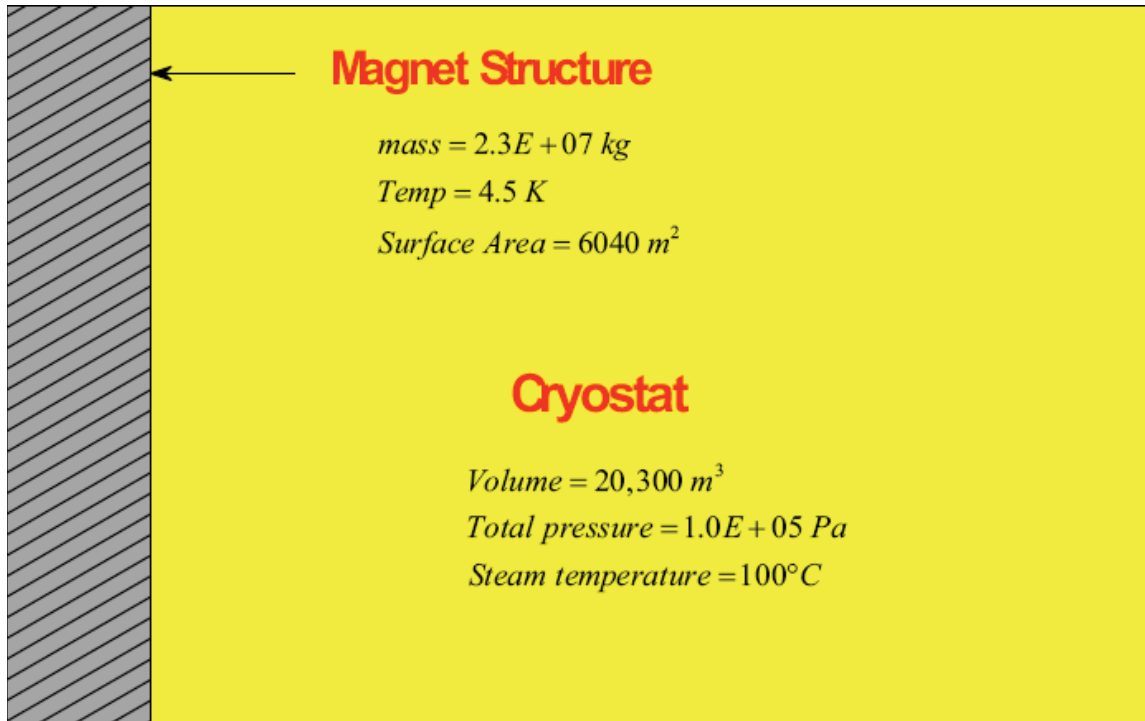 Magnet Structure
mass = 2.3E + 07 kg
Temp = 4.5 K
Surface Area = 6040 m²
Cryostat
Volume = 20,300 m³
Total pressure = 1.0E + 05 Pa
Steam temperature = 100°C